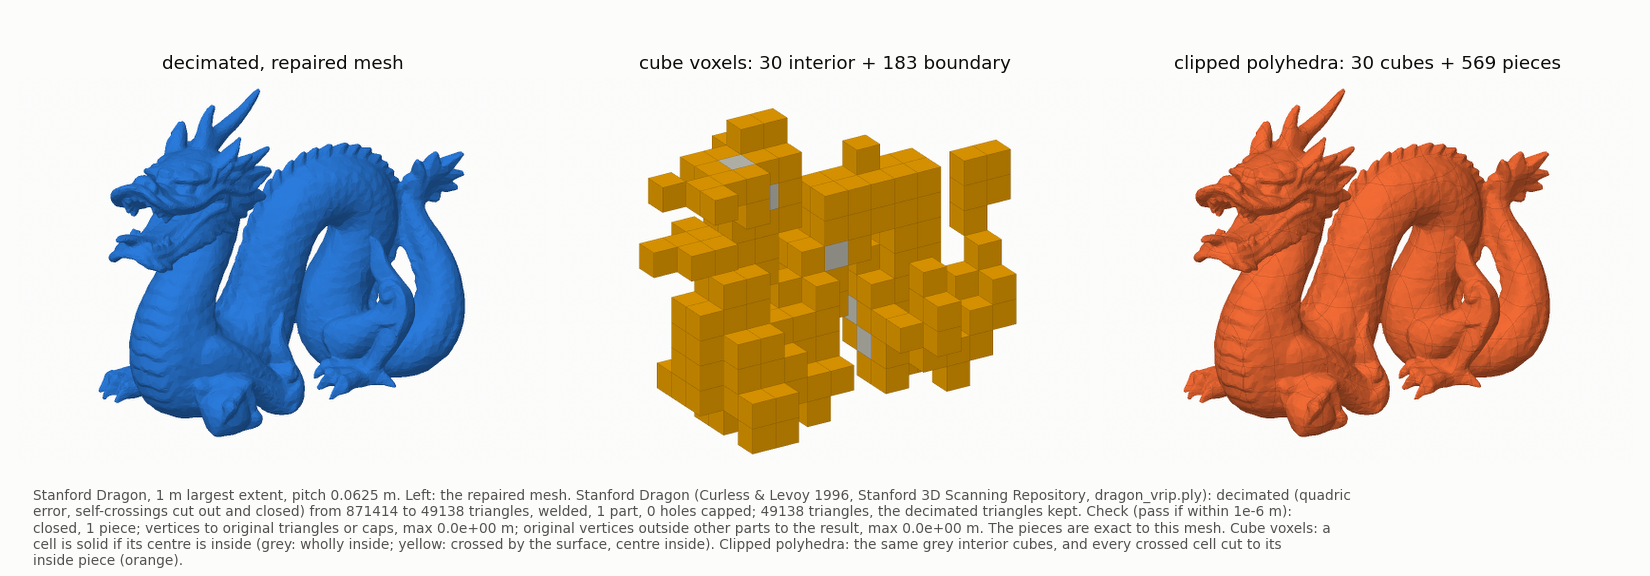 decimated, repaired mesh
cube voxels: 30 interior + 183 boundary
clipped polyhedra: 30 cubes + 569 pieces
Stanford Dragon, 1 m largest extent, pitch 0.0625 m. Left: the repaired mesh. Stanford Dragon (Curless & Levoy 1996, Stanford 3D Scanning Repository, dragon_vrip.ply): decimated (quadric
error, self-crossings cut out and closed) from 871414 to 49138 triangles, welded, 1 part, 0 holes capped; 49138 triangles, the decimated triangles kept. Check (pass if within 1e-6 m):
closed, 1 piece; vertices to original triangles or caps, max 0.0e+00 m; original vertices outside other parts to the result, max 0.0e+00 m. The pieces are exact to this mesh. Cube voxels: a
cell is solid if its centre is inside (grey: wholly inside; yellow: crossed by the surface, centre inside). Clipped polyhedra: the same grey interior cubes, and every crossed cell cut to its
inside piece (orange).